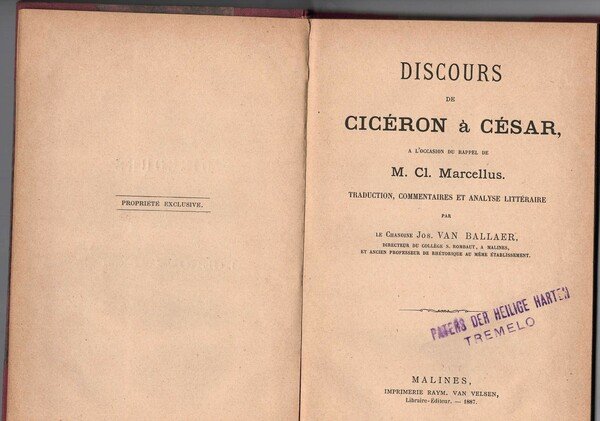 PROPRIÉTÉ EXCLUSIVE.
DISCOURS
DE
CICÉRON à CÉSAR,
A L'OCCASION DU RAPPEL DE
M. Cl. Marcellus.
TRADUCTION, COMMENTAIRES ET ANALYSE LITTÉRAIRE
PAR
LE CHANOINE JOS. VAN BALLAER,
DIRECTEUR DU COLLÉGE S. ROMBAUT, A MALINES,
ET ANCIEN PROFESSEUR DE RHÉTORIQUE AU MÊME ÉTABLISSEMENT.
PATERS DER HEILIGE HARTEN
TREMELO
MALINES,
IMPRIMERIE RAYM. VAN VELSEN,
Libraire-Éditeur. — 1887.